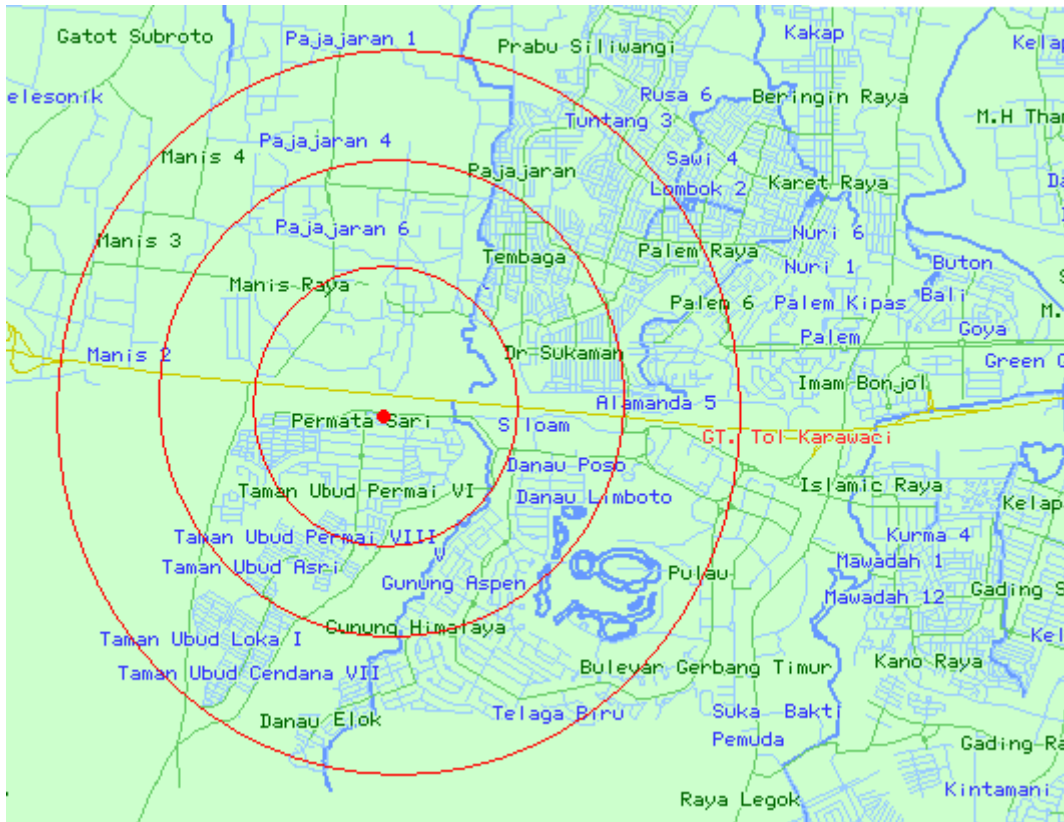 Gatot Subroto
Pajajaran 1
Prabu Siliwangi
Kakap
Kelap
elesonik
Rusa 6
Beringin Raya
Tuntang 3
M.H Than
Manis 4
Pajajaran 4
Pajajaran
Sawi 4
Lombok 2
Karet Raya
Da
Manis 3
Pajajaran 6
Tembaga
Palem Raya
Nuri 6
Nuri 1
Buton
Manis Raya
Palem 6
Palem Kipas
Bali
S
M.
Manis 2
Dr Sukaman
Palem
Goya
Green C
Imam Bonjol
Alamanda 5
Permata Sari
Siloam
GT. Tol Karawaci
Danau Poso
Taman Ubud Permai VI
Danau Limboto
Islamic Raya
Kelap
Taman Ubud Permai VIII
V
Kurma 4
Taman Ubud Asri
Gunung Aspen
Pulau
Mawadah 1
Mawadah 12
Gading S
Taman Ubud Loka I
Gunung Himalaya
Kel
Taman Ubud Cendana VII
Bulevar Gerbang Timur
Kano Raya
Danau Elok
Telaga Biru
Suka Bakti
Pemuda
Gading Ra
Raya Legok
Kintamani